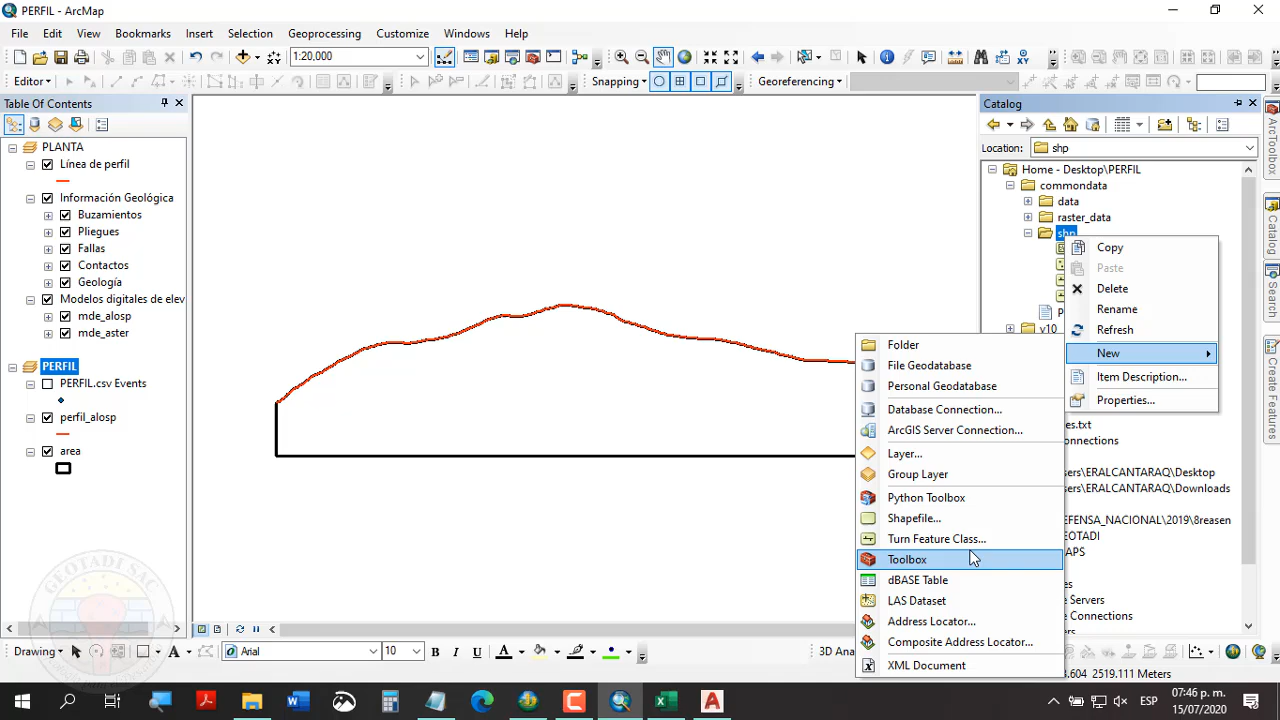 PERFIL - ArcMap
File Edit View Bookmarks Insert Selection Geoprocessing Customize Windows Help
1:20,000
Editor Snapping Georeferencing
Table Of Contents
PLANTA
Línea de perfil
Información Geológica
Buzamientos
Pliegues
Fallas
Contactos
Geología
Modelos digitales de elev
mde_alosp
mde_aster
PERFIL
PERFIL.csv Events
perfil_alosp
area
Catalog
Location: shp
Home - Desktop\PERFIL
commondata
data
raster_data
shp
v10
Copy
Paste
Delete
Rename
Refresh
New
Item Description...
Properties...
Folder
File Geodatabase
Personal Geodatabase
Database Connection...
ArcGIS Server Connection...
Layer...
Group Layer
Python Toolbox
Shapefile...
Turn Feature Class...
Toolbox
dBASE Table
LAS Dataset
Address Locator...
Composite Address Locator...
XML Document
es.txt
onnections
sers\ERALCANTARAQ\Desktop
sers\ERALCANTARAQ\Downloads
EFENSA_NACIONAL\2019\8reasen
EOTADI
APS
es
e Servers
Connections
ArcToolbox
Catalog
Search
Create Features
GEOTADI SAC
Drawing Arial 10 B I U A 3D Ana
2519.111 Meters
ESP
07:46 p. m.
15/07/2020